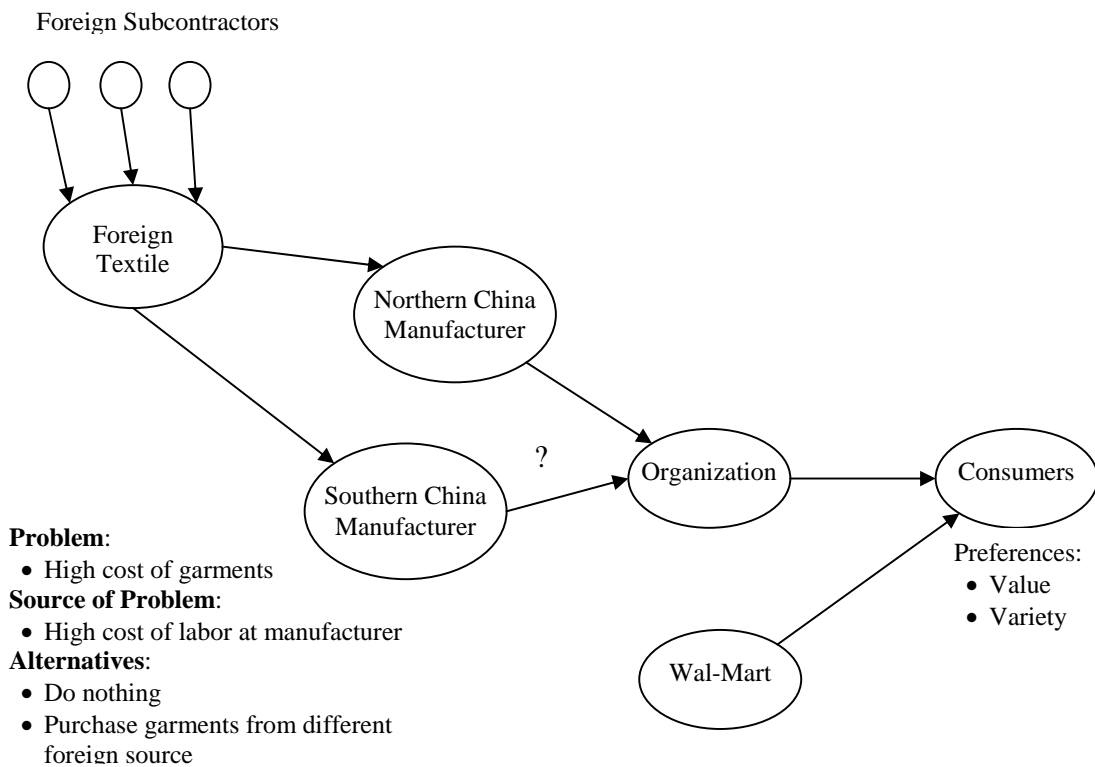 Foreign Subcontractors
Foreign
Textile
Northern China
Manufacturer
?
Organization
Consumers
Southern China
Manufacturer
Problem:
• High cost of garments
Source of Problem:
• High cost of labor at manufacturer
Alternatives:
• Do nothing
• Purchase garments from different
foreign source
Preferences:
• Value
• Variety
Wal-Mart